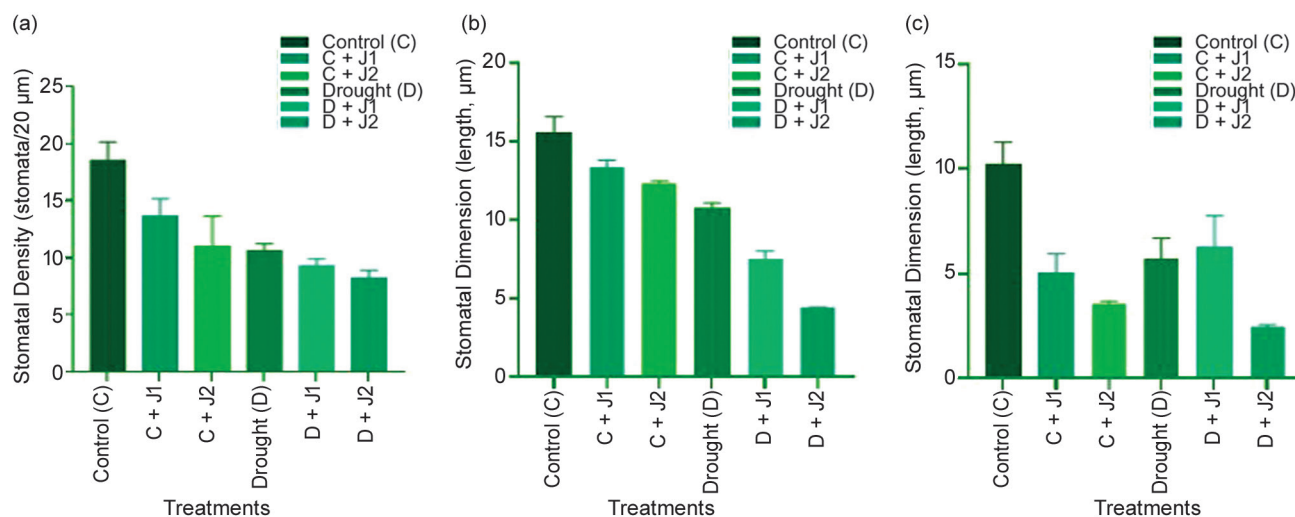 (a)
Control (C)
C + J1
C + J2
Drought (D)
D + J1
D + J2
Stomatal Density (stomata/20 µm)
25
20
15
10
5
0
Control (C)
C + J1
C + J2
Drought (D)
D + J1
D + J2
Treatments
(b)
Control (C)
C + J1
C + J2
Drought (D)
D + J1
D + J2
Stomatal Dimension (length, µm)
20
15
10
5
0
Control (C)
C + J1
C + J2
Drought (D)
D + J1
D + J2
Treatments
(c)
Control (C)
C + J1
C + J2
Drought (D)
D + J1
D + J2
Stomatal Dimension (length, µm)
15
10
5
0
Control (C)
C + J1
C + J2
Drought (D)
D + J1
D + J2
Treatments